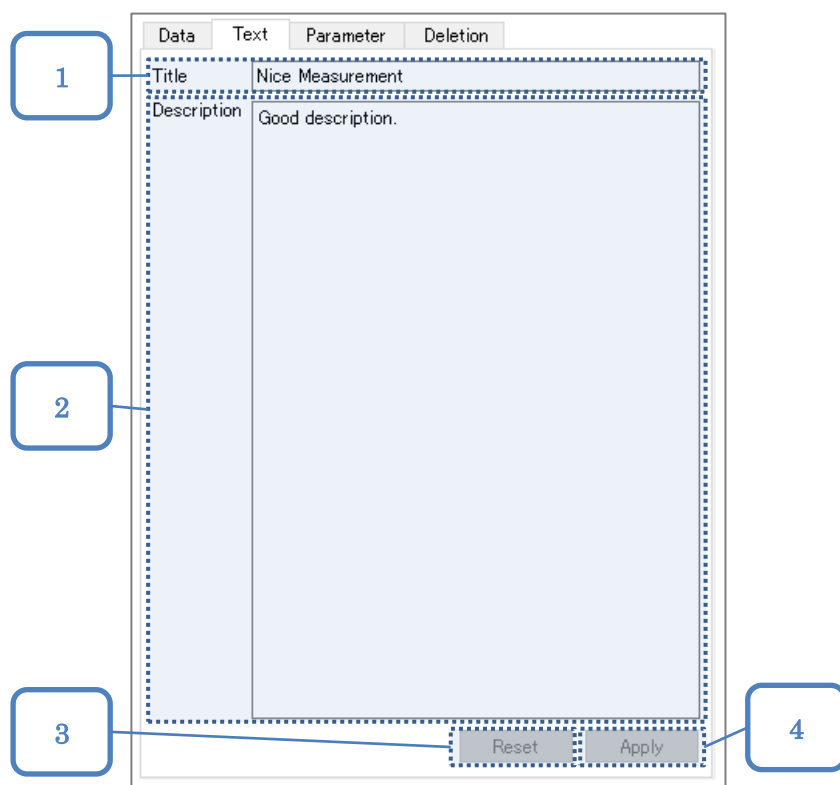 Data Text Parameter Deletion
1
Title Nice Measurement
Description Good description.
2
3
Reset Apply
4